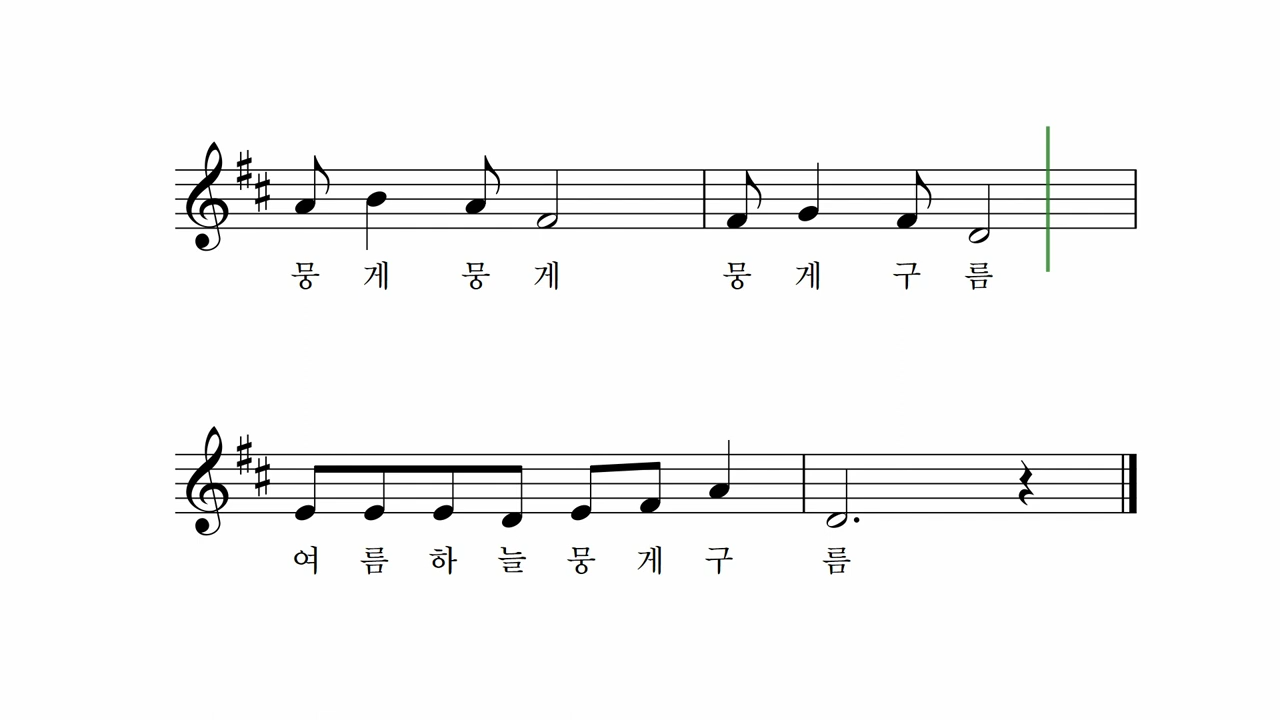 뭉 게 뭉 게 뭉 게 구 름
여 름 하 늘 뭉 게 구 름